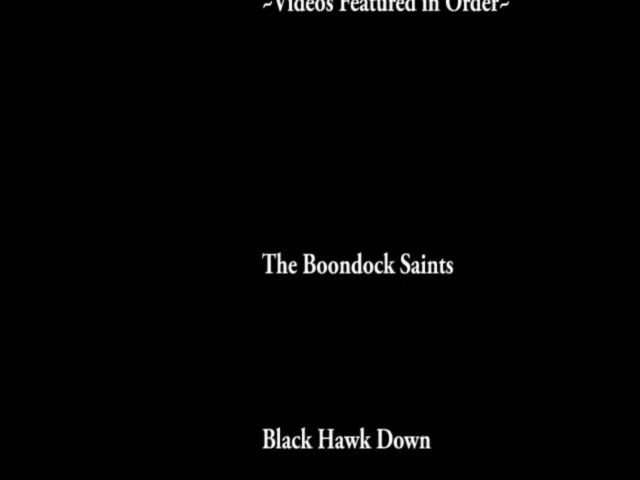 ~Videos Featured in Order~
The Boondock Saints
Black Hawk Down